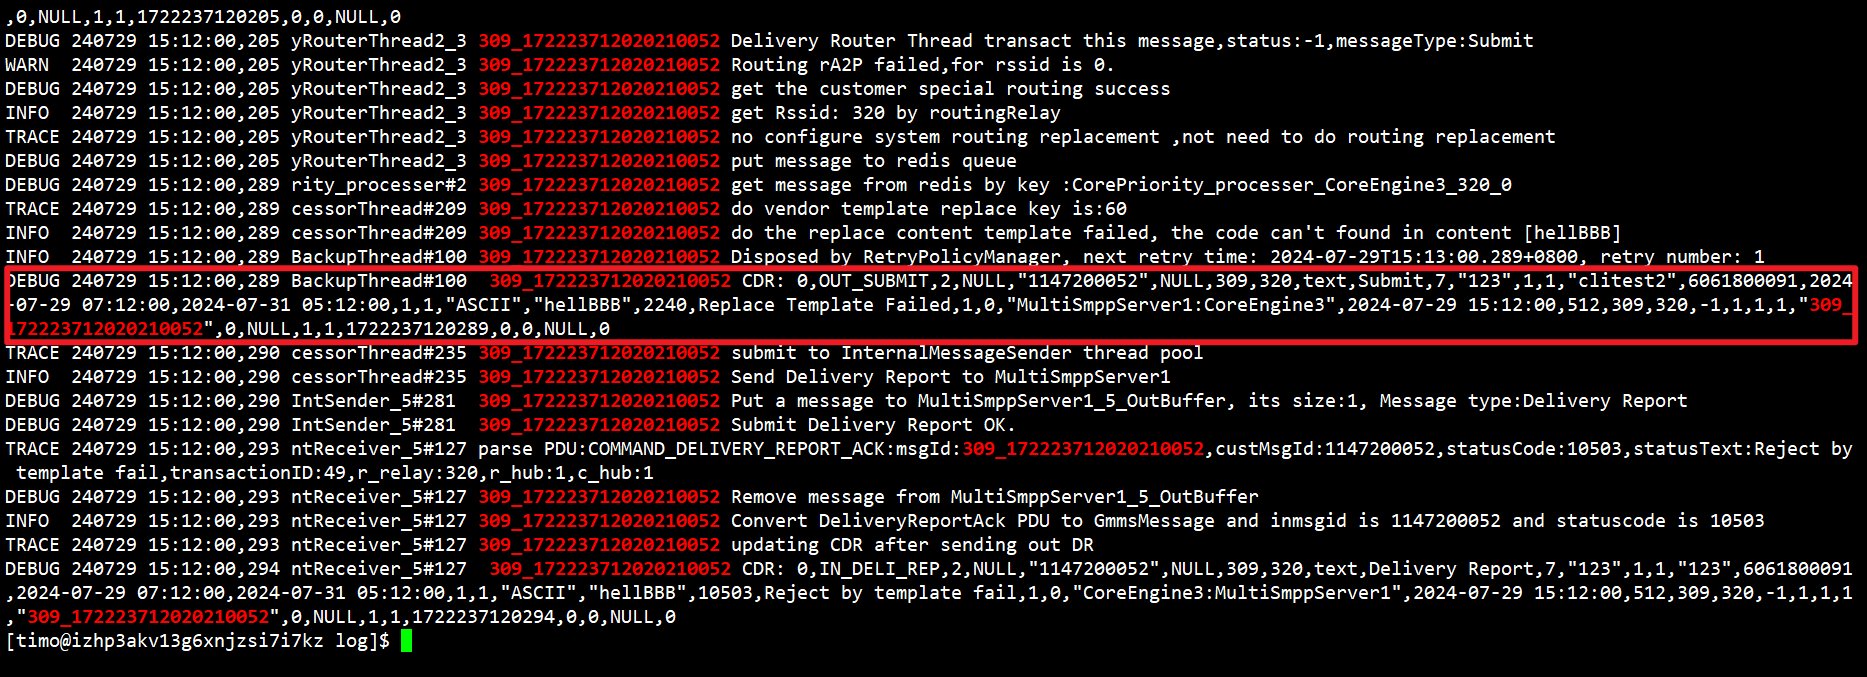 ,0,NULL,1,1,1722237120205,0,0,NULL,0
DEBUG 240729 15:12:00,205 yRouterThread2_3 309_172223712020210052 Delivery Router Thread transact this message,status:-1,messageType:Submit
WARN  240729 15:12:00,205 yRouterThread2_3 309_172223712020210052 Routing rA2P failed,for rssid is 0.
DEBUG 240729 15:12:00,205 yRouterThread2_3 309_172223712020210052 get the customer special routing success
INFO  240729 15:12:00,205 yRouterThread2_3 309_172223712020210052 get Rssid: 320 by routingRelay
TRACE 240729 15:12:00,205 yRouterThread2_3 309_172223712020210052 no configure system routing replacement ,not need to do routing replacement
DEBUG 240729 15:12:00,205 yRouterThread2_3 309_172223712020210052 put message to redis queue
DEBUG 240729 15:12:00,289 rity_processer#2 309_172223712020210052 get message from redis by key :CorePriority_processer_CoreEngine3_320_0
TRACE 240729 15:12:00,289 cessorThread#209 309_172223712020210052 do vendor template replace key is:60
INFO  240729 15:12:00,289 cessorThread#209 309_172223712020210052 do the replace content template failed, the code can't found in content [hellBBB]
INFO  240729 15:12:00,289 BackupThread#100 309_172223712020210052 Disposed by RetryPolicyManager, next retry time: 2024-07-29T15:13:00.289+0800, retry number: 1
DEBUG 240729 15:12:00,289 BackupThread#100  309_172223712020210052 CDR: 0,OUT_SUBMIT,2,NULL,"1147200052",NULL,309,320,text,Submit,7,"123",1,1,"clitest2",6061800091,2024
-07-29 07:12:00,2024-07-31 05:12:00,1,1,"ASCII","hellBBB",2240,Replace Template Failed,1,0,"MultiSmppServer1:CoreEngine3",2024-07-29 15:12:00,512,309,320,-1,1,1,1,"309_
172223712020210052",0,NULL,1,1,1722237120289,0,0,NULL,0
TRACE 240729 15:12:00,290 cessorThread#235 309_172223712020210052 submit to InternalMessageSender thread pool
INFO  240729 15:12:00,290 cessorThread#235 309_172223712020210052 Send Delivery Report to MultiSmppServer1
DEBUG 240729 15:12:00,290 IntSender_5#281  309_172223712020210052 Put a message to MultiSmppServer1_5_OutBuffer, its size:1, Message type:Delivery Report
DEBUG 240729 15:12:00,290 IntSender_5#281  309_172223712020210052 Submit Delivery Report OK.
TRACE 240729 15:12:00,293 ntReceiver_5#127 parse PDU:COMMAND_DELIVERY_REPORT_ACK:msgId:309_172223712020210052,custMsgId:1147200052,statusCode:10503,statusText:Reject by
 template fail,transactionID:49,r_relay:320,r_hub:1,c_hub:1
DEBUG 240729 15:12:00,293 ntReceiver_5#127 309_172223712020210052 Remove message from MultiSmppServer1_5_OutBuffer
INFO  240729 15:12:00,293 ntReceiver_5#127 309_172223712020210052 Convert DeliveryReportAck PDU to GmmsMessage and inmsgid is 1147200052 and statuscode is 10503
TRACE 240729 15:12:00,293 ntReceiver_5#127 309_172223712020210052 updating CDR after sending out DR
DEBUG 240729 15:12:00,294 ntReceiver_5#127  309_172223712020210052 CDR: 0,IN_DELI_REP,2,NULL,"1147200052",NULL,309,320,text,Delivery Report,7,"123",1,1,"123",6061800091
,2024-07-29 07:12:00,2024-07-31 05:12:00,1,1,"ASCII","hellBBB",10503,Reject by template fail,1,0,"CoreEngine3:MultiSmppServer1",2024-07-29 15:12:00,512,309,320,-1,1,1,1
,"309_172223712020210052",0,NULL,1,1,1722237120294,0,0,NULL,0
[timo@izhp3akv13g6xnjzsi7i7kz log]$